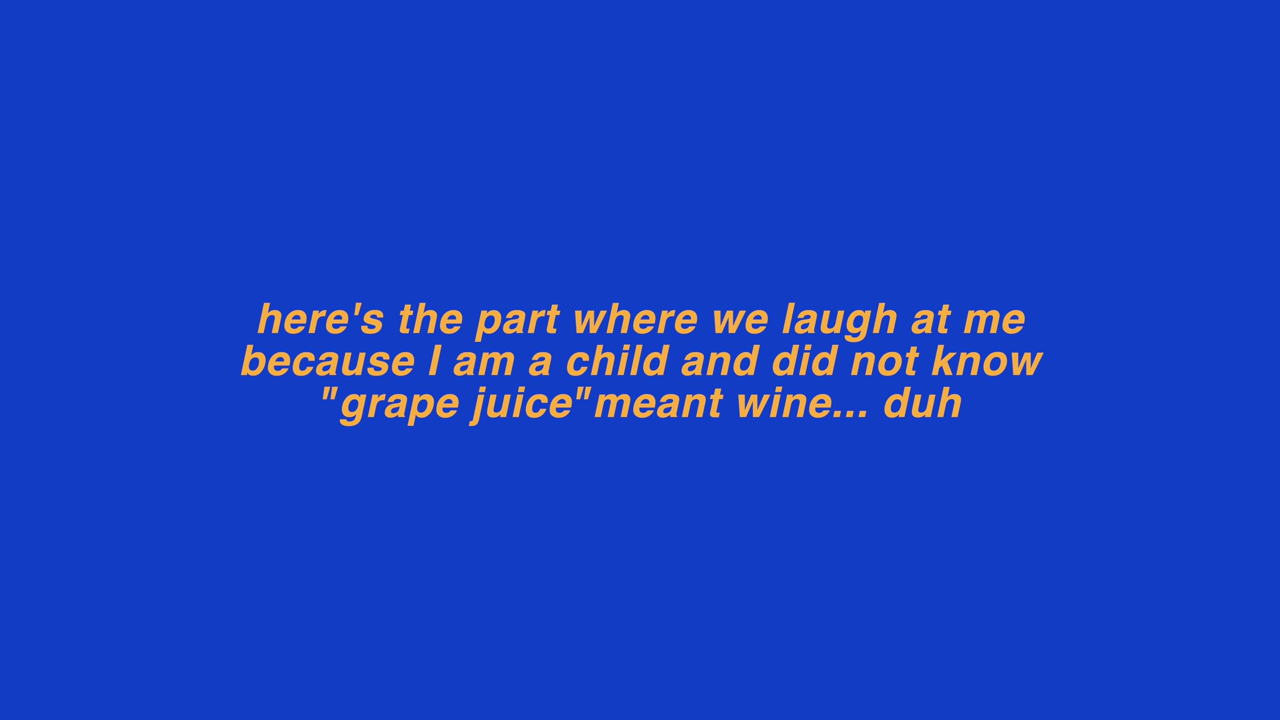 here's the part where we laugh at me
because I am a child and did not know
"grape juice"meant wine... duh